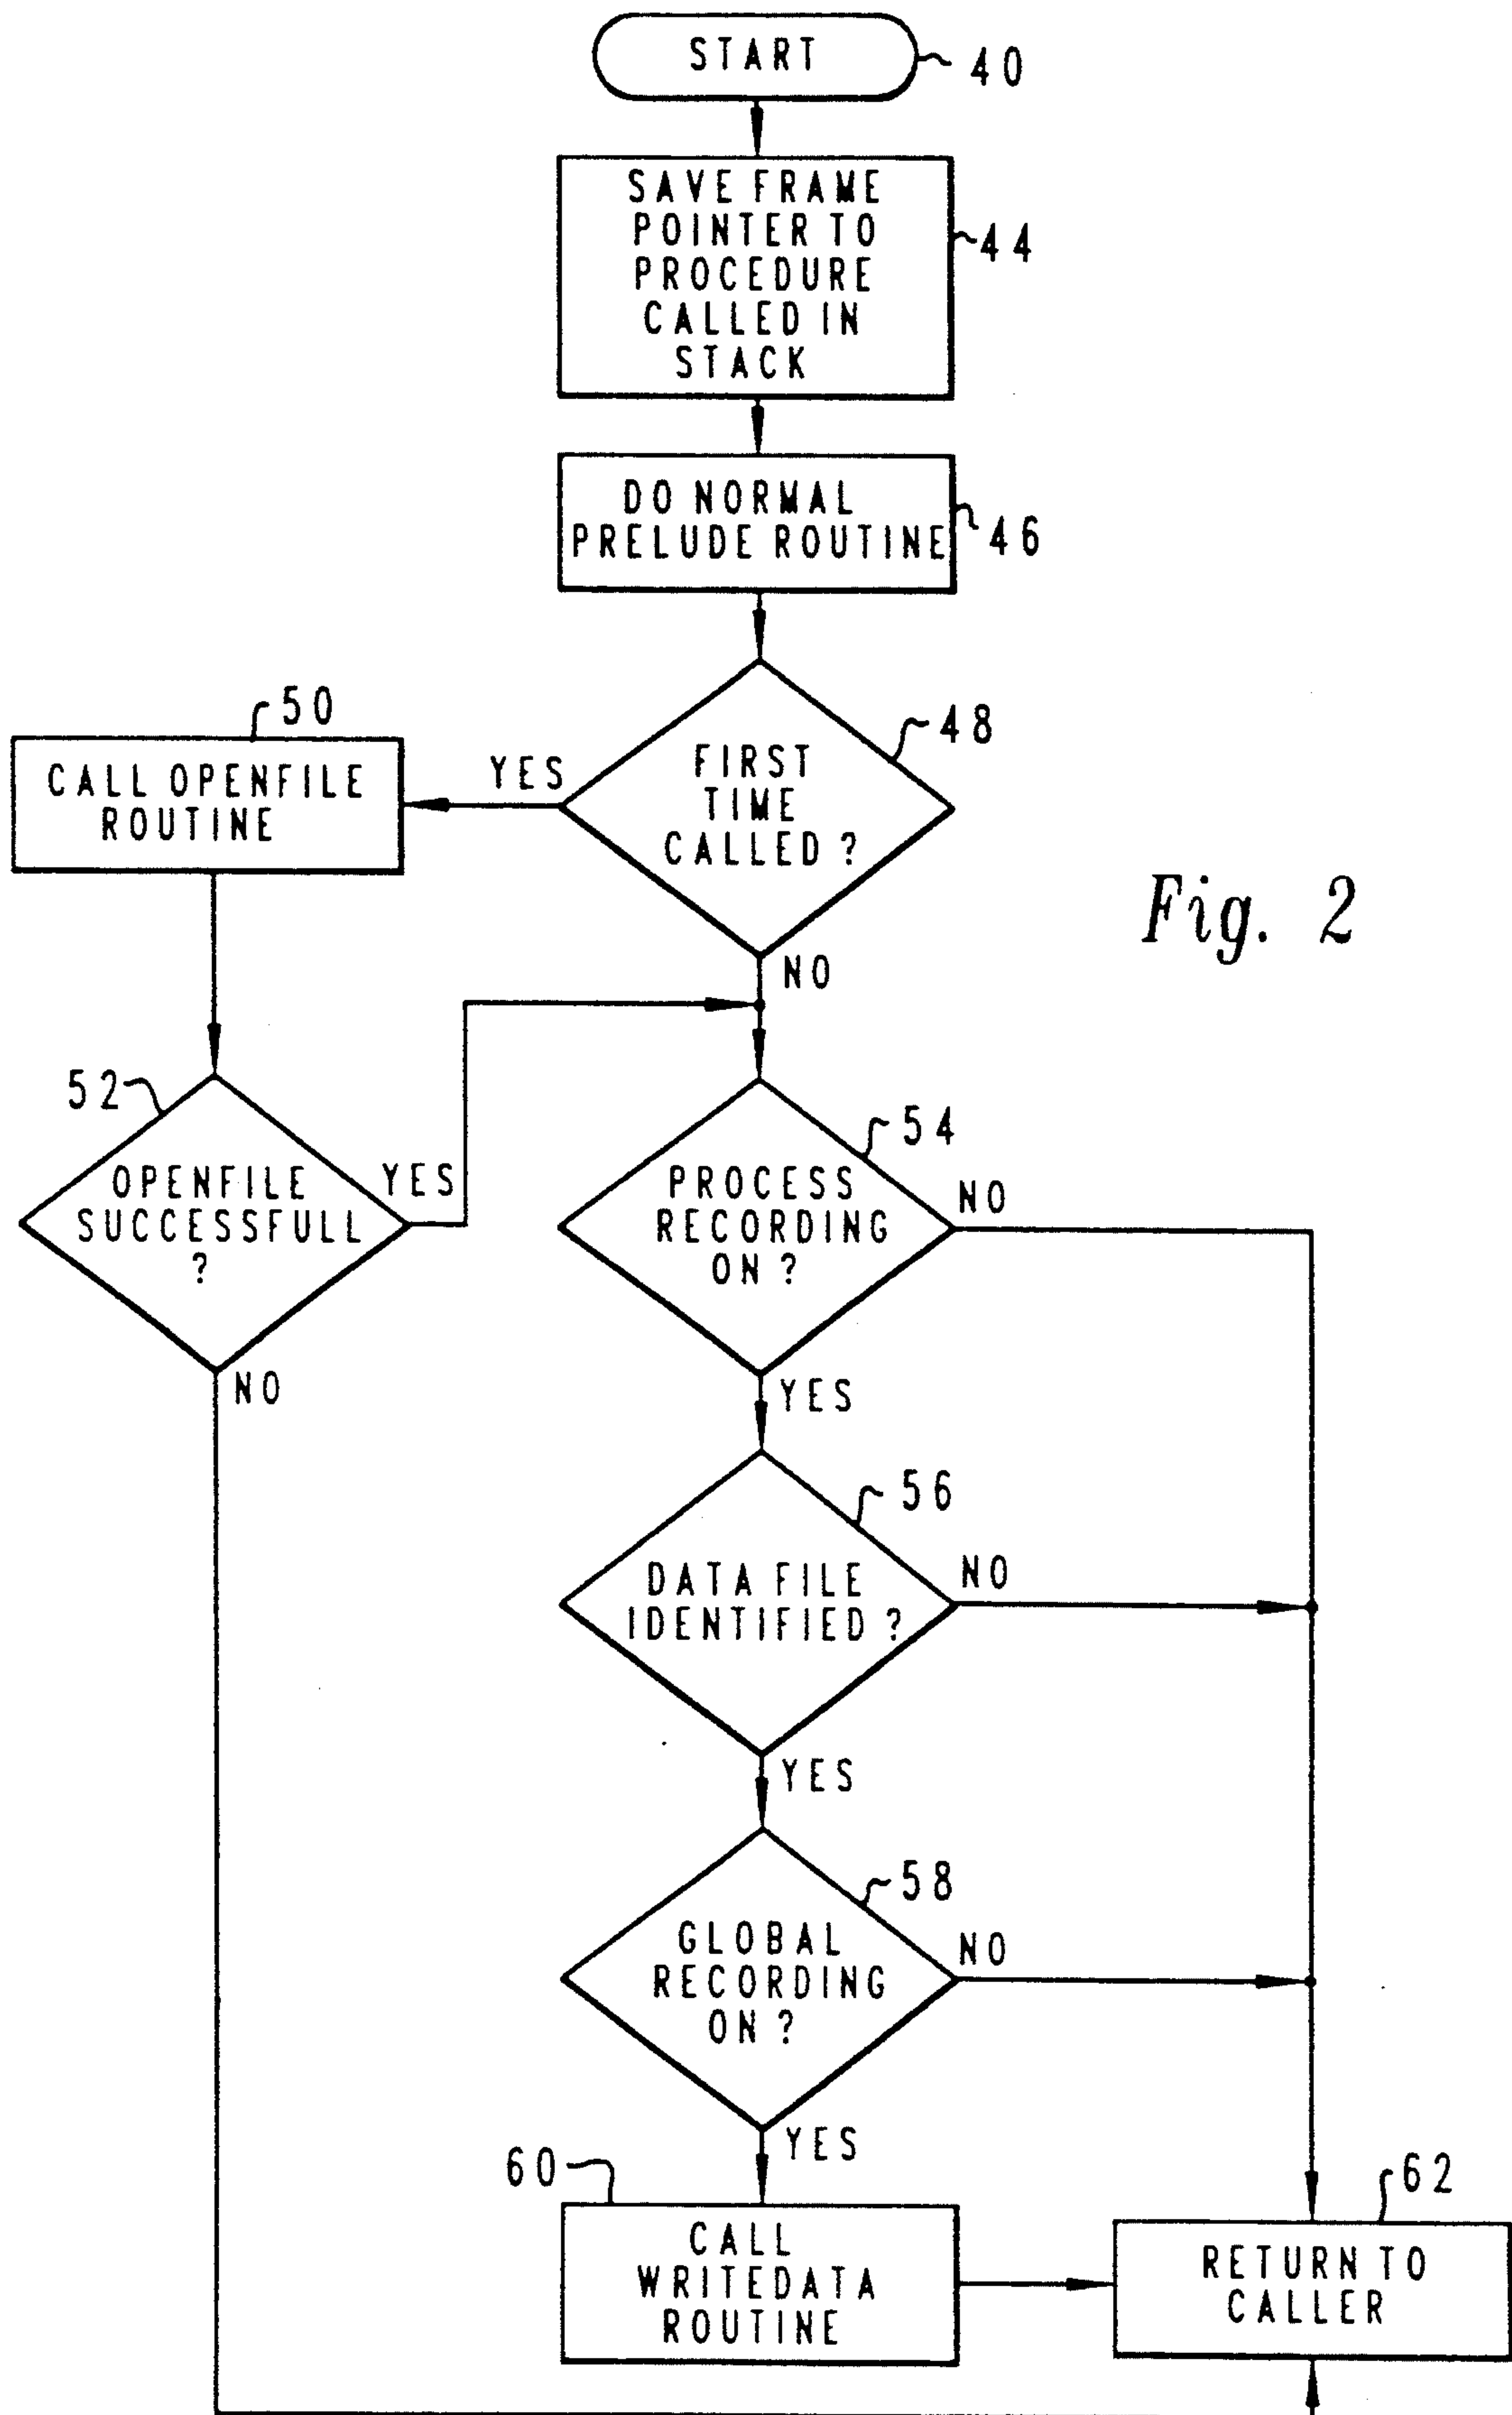 START
40
SAVE FRAME
POINTER TO
PROCEDURE
CALLED IN
STACK
44
DO NORMAL
PRELUDE ROUTINE
46
50
CALL OPENFILE
ROUTINE
YES
FIRST
TIME
CALLED ?
48
NO
Fig. 2
52
OPENFILE
SUCCESSFULL
?
YES
NO
54
PROCESS
RECORDING
ON ?
NO
YES
56
DATA FILE
IDENTIFIED ?
NO
YES
58
GLOBAL
RECORDING
ON ?
NO
YES
60
CALL
WRITEDATA
ROUTINE
62
RETURN TO
CALLER